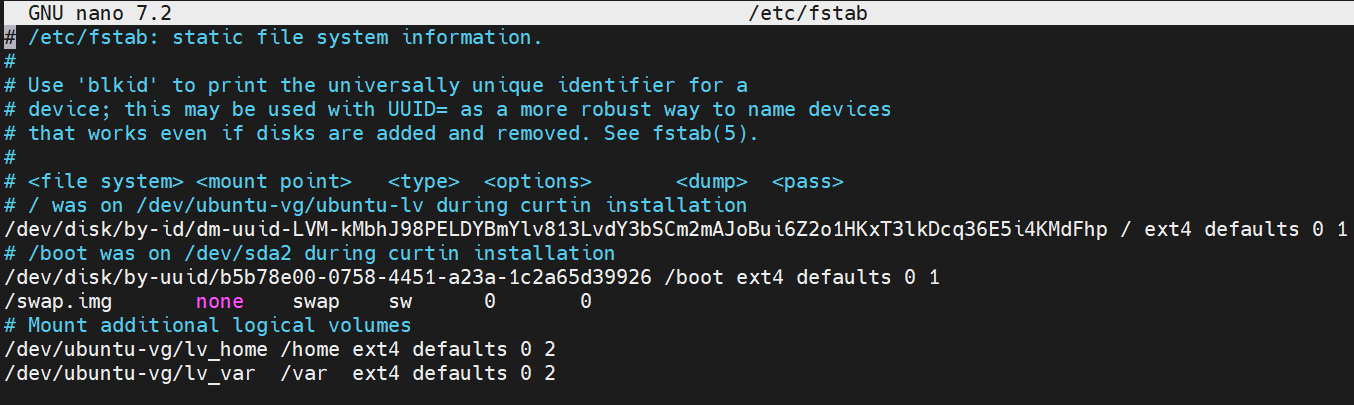 GNU nano 7.2 /etc/fstab
# /etc/fstab: static file system information.
#
# Use 'blkid' to print the universally unique identifier for a
# device; this may be used with UUID= as a more robust way to name devices
# that works even if disks are added and removed. See fstab(5).
#
# <file system> <mount point>   <type>  <options>       <dump>  <pass>
# / was on /dev/ubuntu-vg/ubuntu-lv during curtin installation
/dev/disk/by-id/dm-uuid-LVM-kMbhJ98PELDYBmYlv813LvdY3bSCm2mAJoBui6Z2o1HKxT3lkDcq36E5i4KMdFhp / ext4 defaults 0 1
# /boot was on /dev/sda2 during curtin installation
/dev/disk/by-uuid/b5b78e00-0758-4451-a23a-1c2a65d39926 /boot ext4 defaults 0 1
/swap.img       none    swap    sw      0       0
# Mount additional logical volumes
/dev/ubuntu-vg/lv_home /home ext4 defaults 0 2
/dev/ubuntu-vg/lv_var  /var  ext4 defaults 0 2